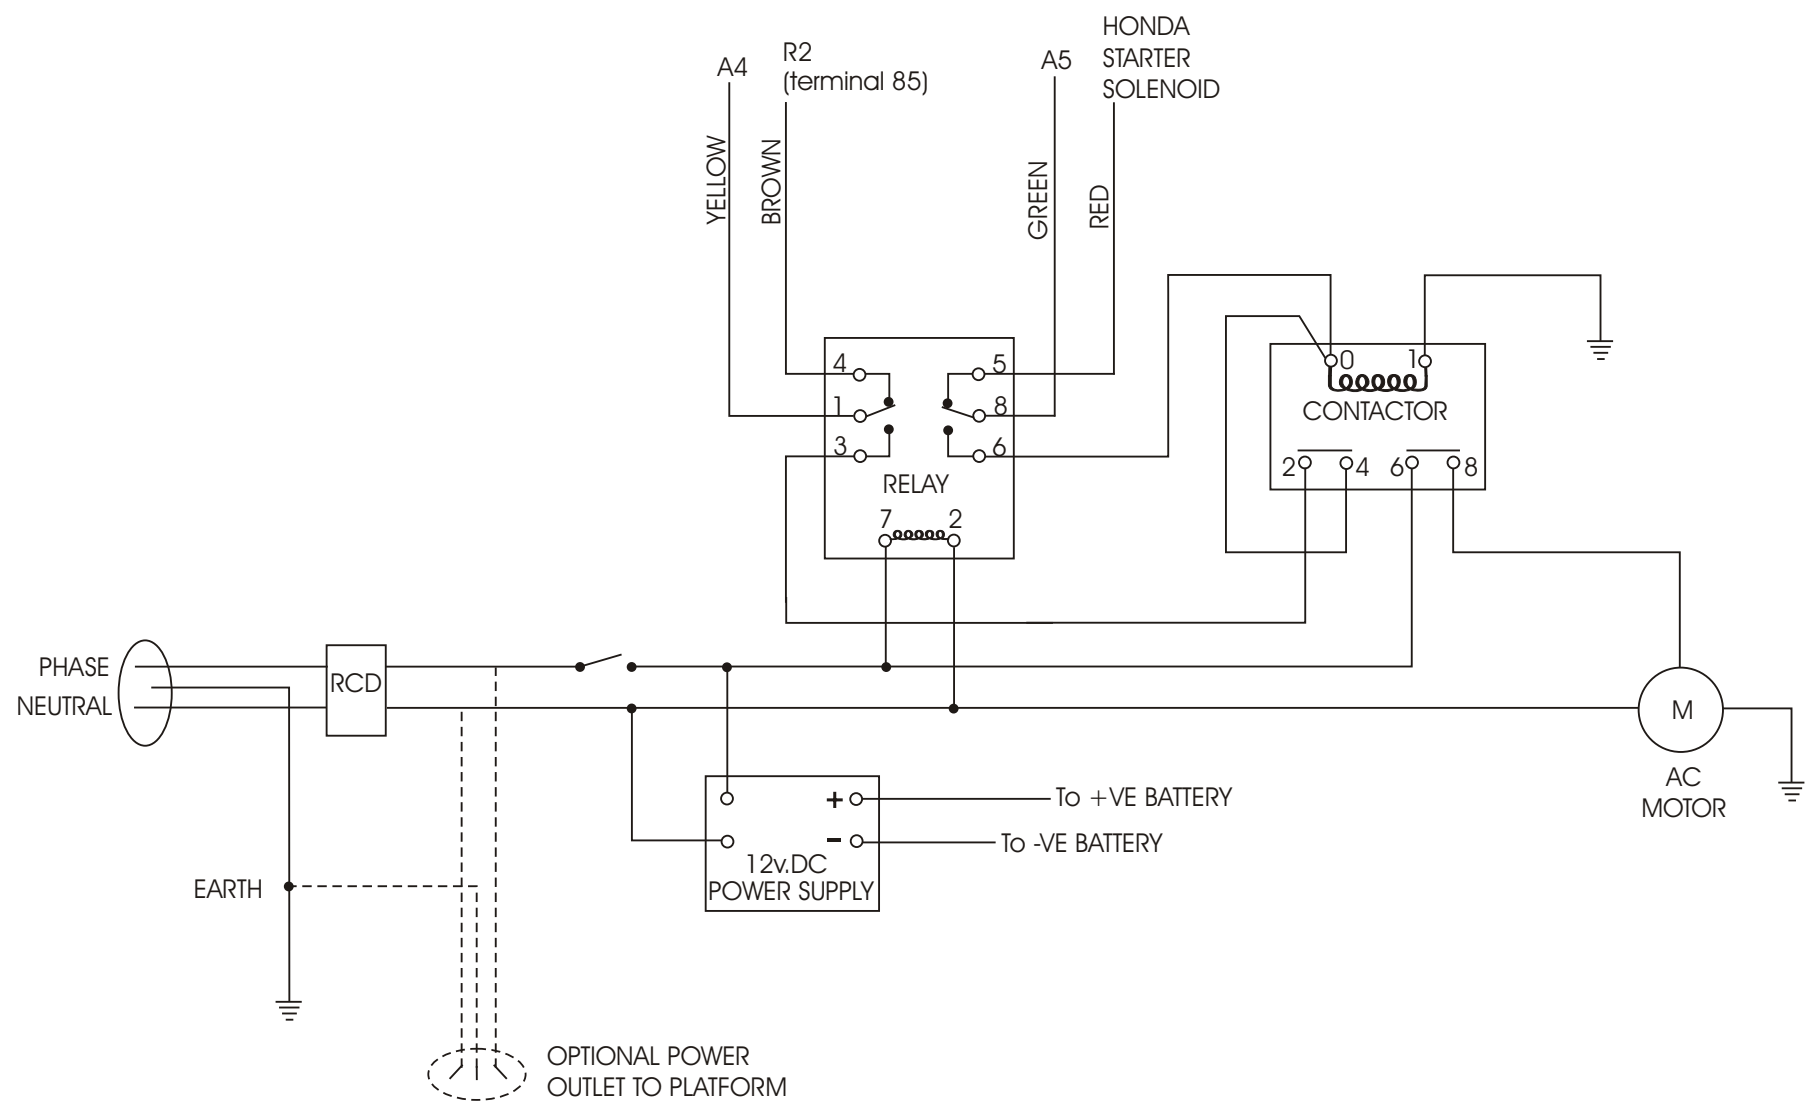 HONDA
STARTER
SOLENOID
A4
R2
(terminal 85)
A5
YELLOW
BROWN
GREEN
RED
4
5
1
8
3
6
RELAY
7
2
0
1
CONTACTOR
2
4
6
8
PHASE
NEUTRAL
RCD
M
AC
MOTOR
+
To +VE BATTERY
-
To -VE BATTERY
12v.DC
POWER SUPPLY
EARTH
OPTIONAL POWER
OUTLET TO PLATFORM